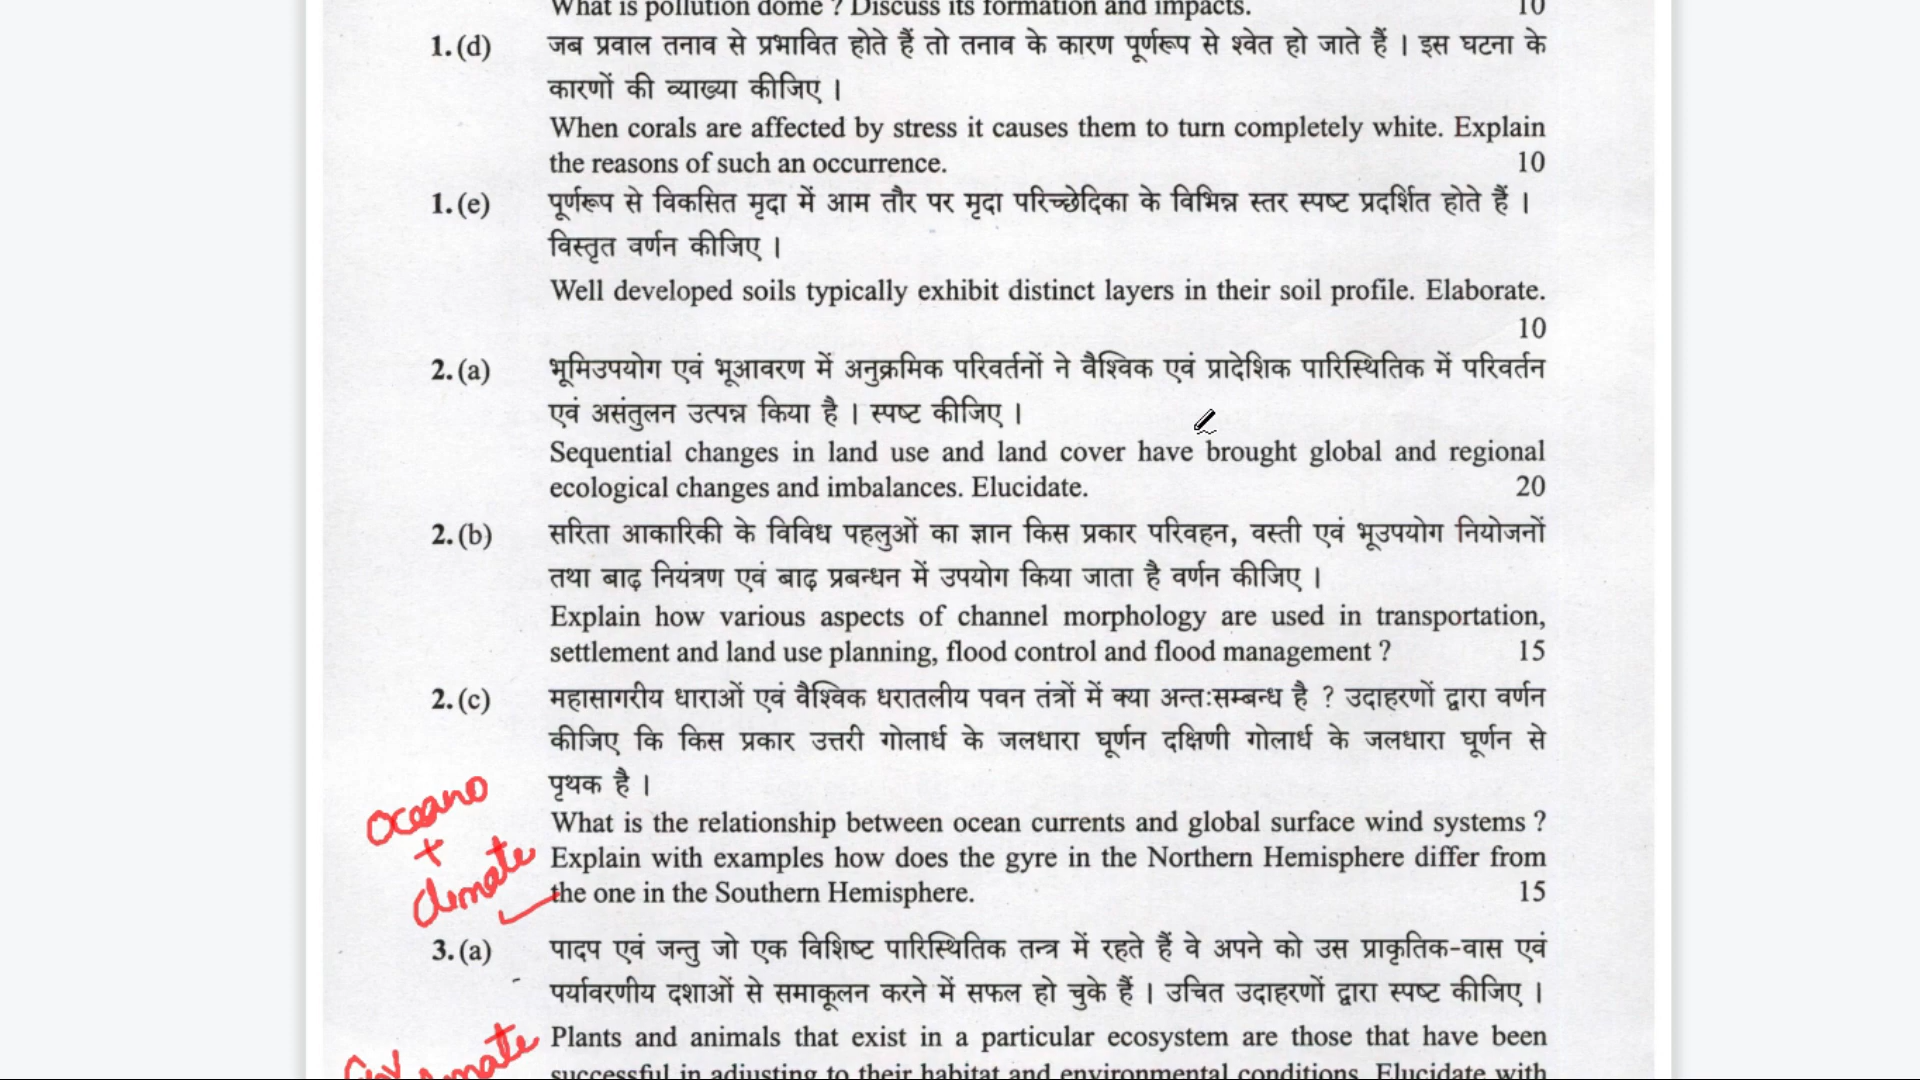 What is pollution dome ? Discuss its formation and impacts. 10
1. (d) जब प्रवाल तनाव से प्रभावित होते हैं तो तनाव के कारण पूर्णरूप से श्वेत हो जाते हैं । इस घटना के
कारणों की व्याख्या कीजिए ।
When corals are affected by stress it causes them to turn completely white. Explain
the reasons of such an occurrence. 10
1. (e) पूर्णरूप से विकसित मृदा में आम तौर पर मृदा परिच्छेदिका के विभिन्न स्तर स्पष्ट प्रदर्शित होते हैं ।
विस्तृत वर्णन कीजिए ।
Well developed soils typically exhibit distinct layers in their soil profile. Elaborate.
10
2. (a) भूमिउपयोग एवं भूआवरण में अनुक्रमिक परिवर्तनों ने वैश्विक एवं प्रादेशिक पारिस्थितिक में परिवर्तन
एवं असंतुलन उत्पन्न किया है । स्पष्ट कीजिए ।
Sequential changes in land use and land cover have brought global and regional
ecological changes and imbalances. Elucidate. 20
2. (b) सरिता आकारिकी के विविध पहलुओं का ज्ञान किस प्रकार परिवहन, वस्ती एवं भूउपयोग नियोजनों
तथा बाढ़ नियंत्रण एवं बाढ़ प्रबन्धन में उपयोग किया जाता है वर्णन कीजिए ।
Explain how various aspects of channel morphology are used in transportation,
settlement and land use planning, flood control and flood management ? 15
2. (c) महासागरीय धाराओं एवं वैश्विक धरातलीय पवन तंत्रों में क्या अन्तःसम्बन्ध है ? उदाहरणों द्वारा वर्णन
कीजिए कि किस प्रकार उत्तरी गोलार्ध के जलधारा घूर्णन दक्षिणी गोलार्ध के जलधारा घूर्णन से
पृथक है ।
Oceano
+
climate
What is the relationship between ocean currents and global surface wind systems ?
Explain with examples how does the gyre in the Northern Hemisphere differ from
the one in the Southern Hemisphere. 15
3. (a) पादप एवं जन्तु जो एक विशिष्ट पारिस्थितिक तन्त्र में रहते हैं वे अपने को उस प्राकृतिक-वास एवं
पर्यावरणीय दशाओं से समाकूलन करने में सफल हो चुके हैं । उचित उदाहरणों द्वारा स्पष्ट कीजिए ।
Plants and animals that exist in a particular ecosystem are those that have been
successful in adjusting to their habitat and environmental conditions. Elucidate with